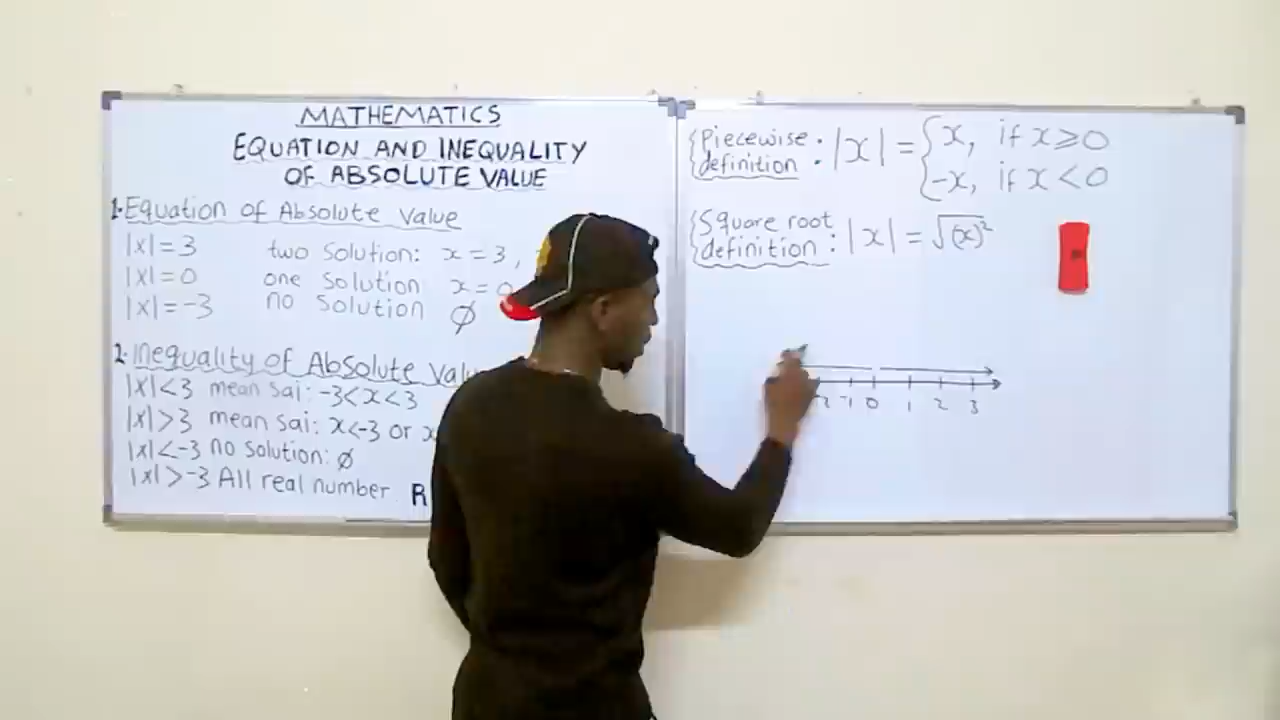 MATHEMATICS
EQUATION AND INEQUALITY
OF ABSOLUTE VALUE
1. Equation of Absolute Value
|x|=3 two solution: x=3,
|x|=0 one solution x=0
|x|=-3 no solution ∅
2. Inequality of Absolute Valu
|x|<3 mean sai: -3<x<3
|x|>3 mean sai: x<-3 or x
|x|<-3 no solution: ∅
|x|>-3 All real number R
Piecewise
definition : |x| = { x, if x ≥ 0
-x, if x < 0
Square root
definition : |x| = √(x)²
-2 -1 0 1 2 3